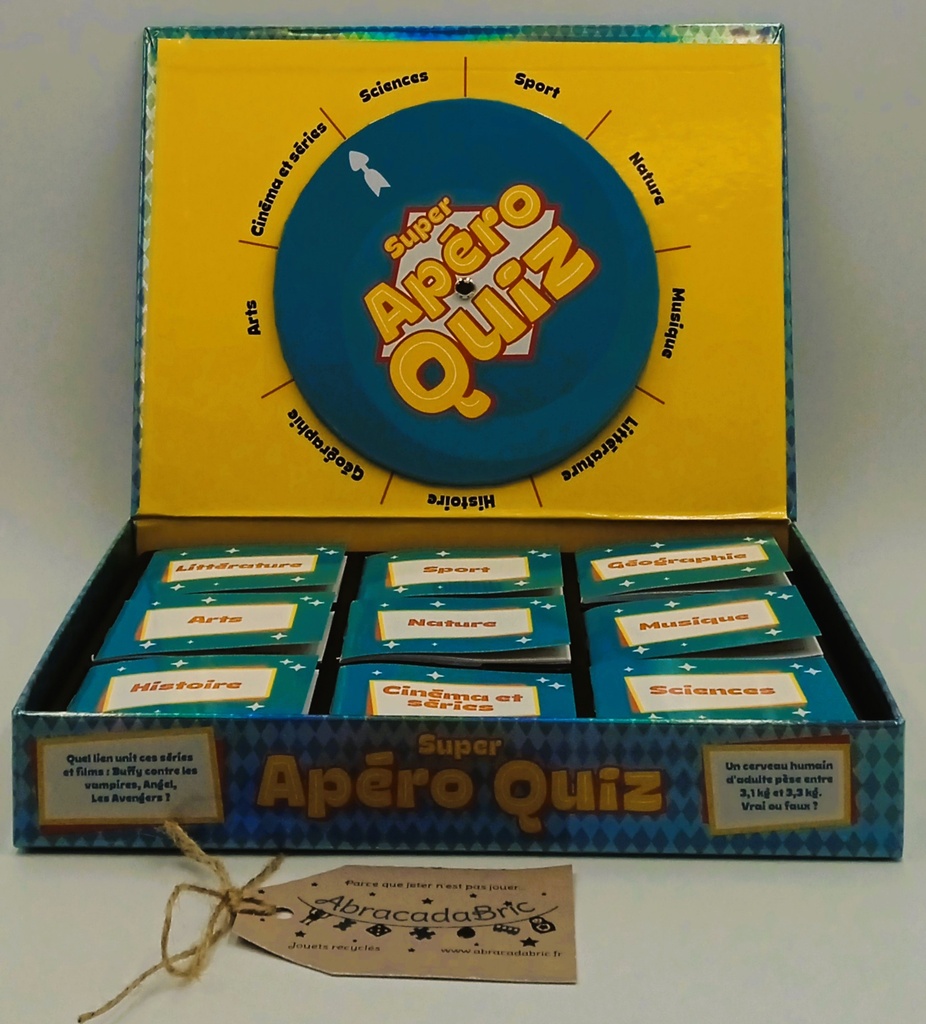 Sciences
Sport
Cinéma et séries
Nature
Arts
Musique
Géographie
Littérature
Histoire
Super
Apéro
Quiz
Littérature
Sport
Géographie
Arts
Nature
Musique
Histoire
Cinéma et
séries
Sciences
Quel lien unit ces séries
et films : Buffy contre les
vampires, Angel,
Les Avengers ?
Super
Apéro Quiz
Un cerveau humain
d'adulte pèse entre
3,1 kg et 3,3 kg.
Vrai ou faux ?
Parce que jeter n'est pas jouer...
AbracadaBric
Jouets recyclés
www.abracadabric.fr